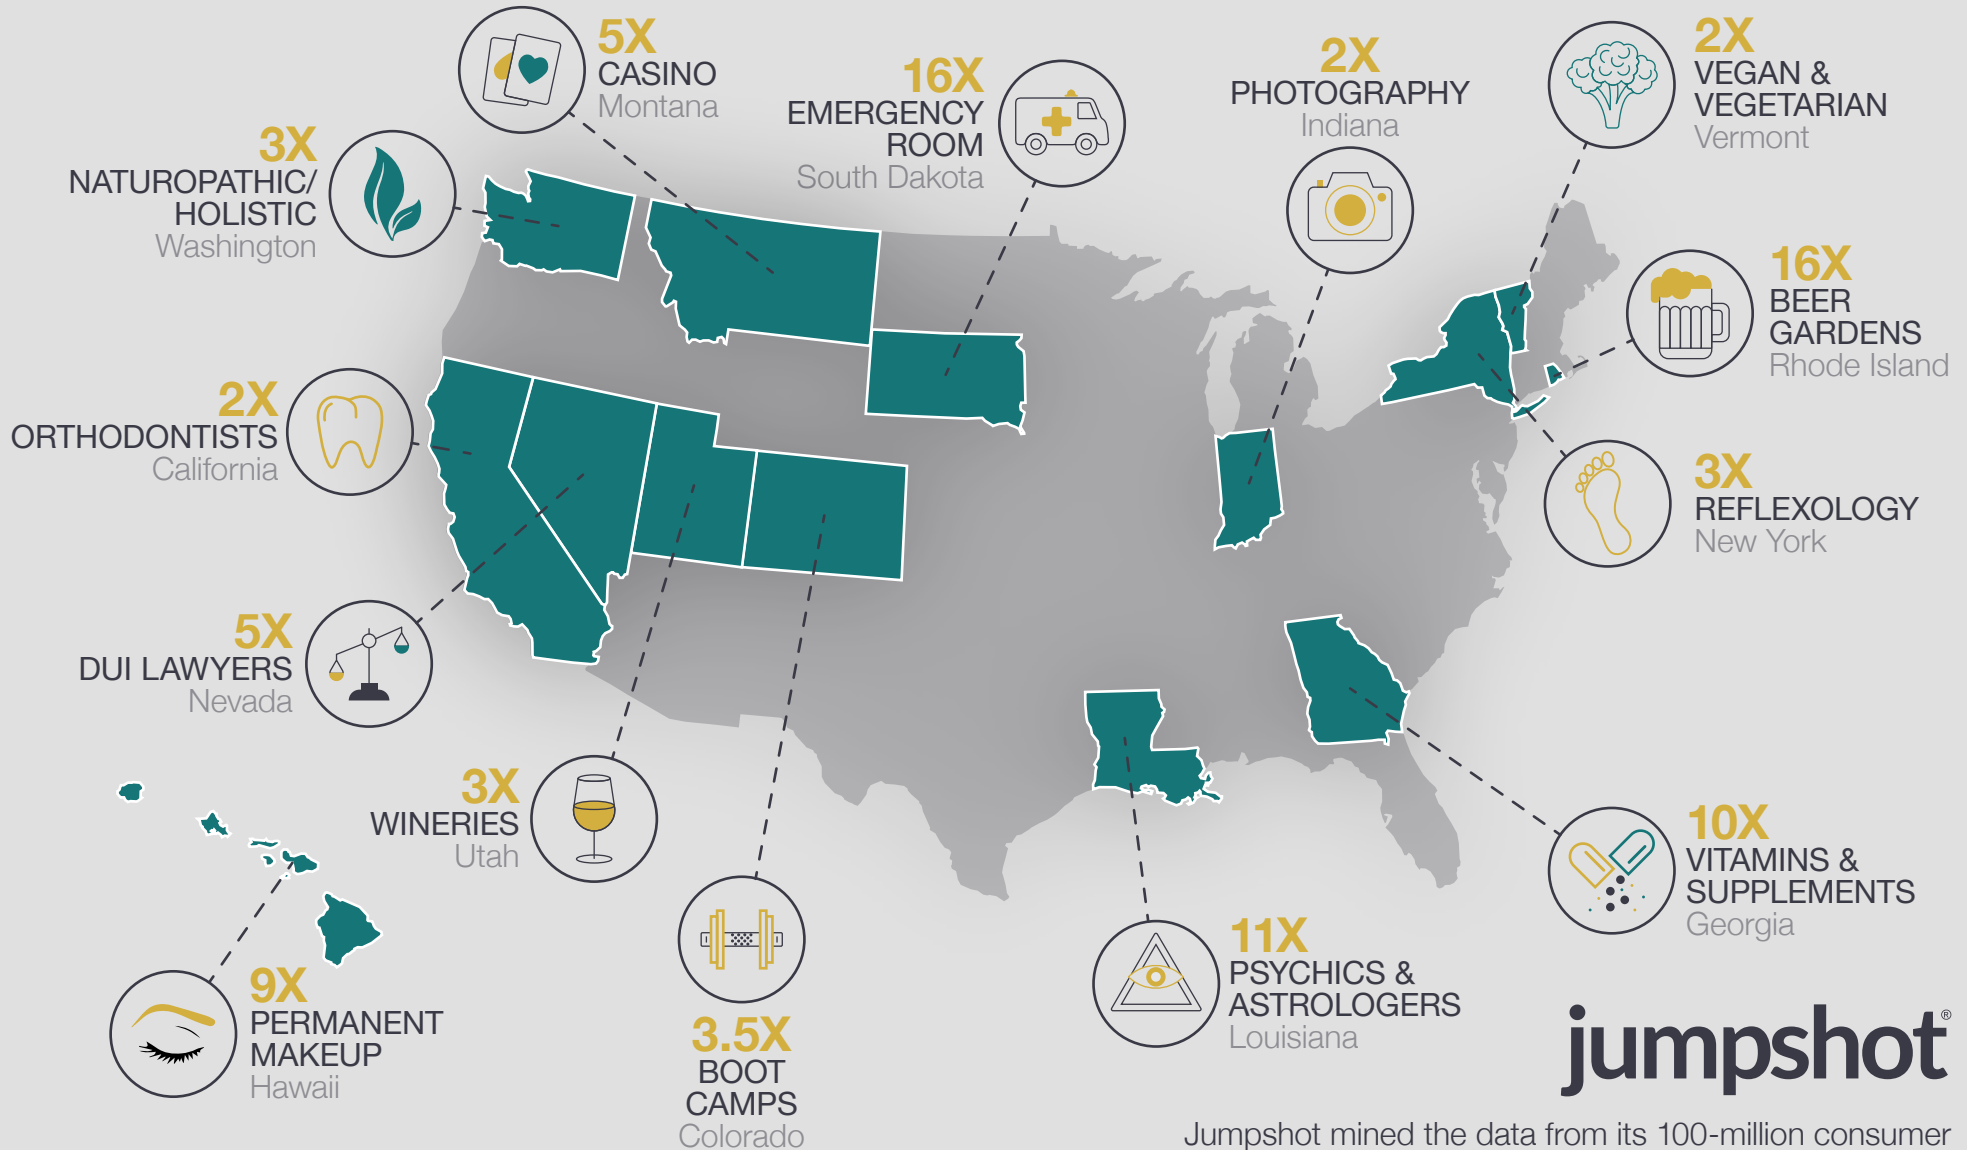 5X
CASINO
Montana
16X
EMERGENCY
ROOM
South Dakota
2X
PHOTOGRAPHY
Indiana
2X
VEGAN &
VEGETARIAN
Vermont
3X
NATUROPATHIC/
HOLISTIC
Washington
16X
BEER
GARDENS
Rhode Island
2X
ORTHODONTISTS
California
3X
REFLEXOLOGY
New York
5X
DUI LAWYERS
Nevada
3X
WINERIES
Utah
10X
VITAMINS &
SUPPLEMENTS
Georgia
9X
PERMANENT
MAKEUP
Hawaii
3.5X
BOOT
CAMPS
Colorado
11X
PSYCHICS &
ASTROLOGERS
Louisiana
jumpshot®
Jumpshot mined the data from its 100-million consumer